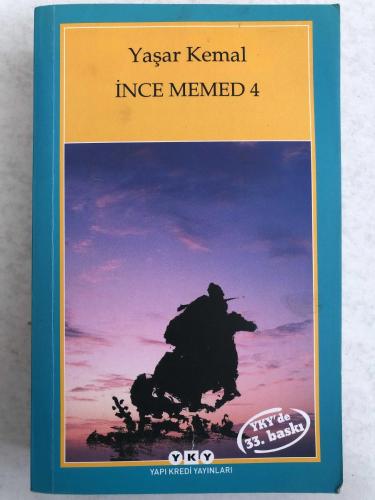 Yaşar Kemal
İNCE MEMED 4
YKY'de
33. baskı
YKY
YAPI KREDİ YAYINLARI